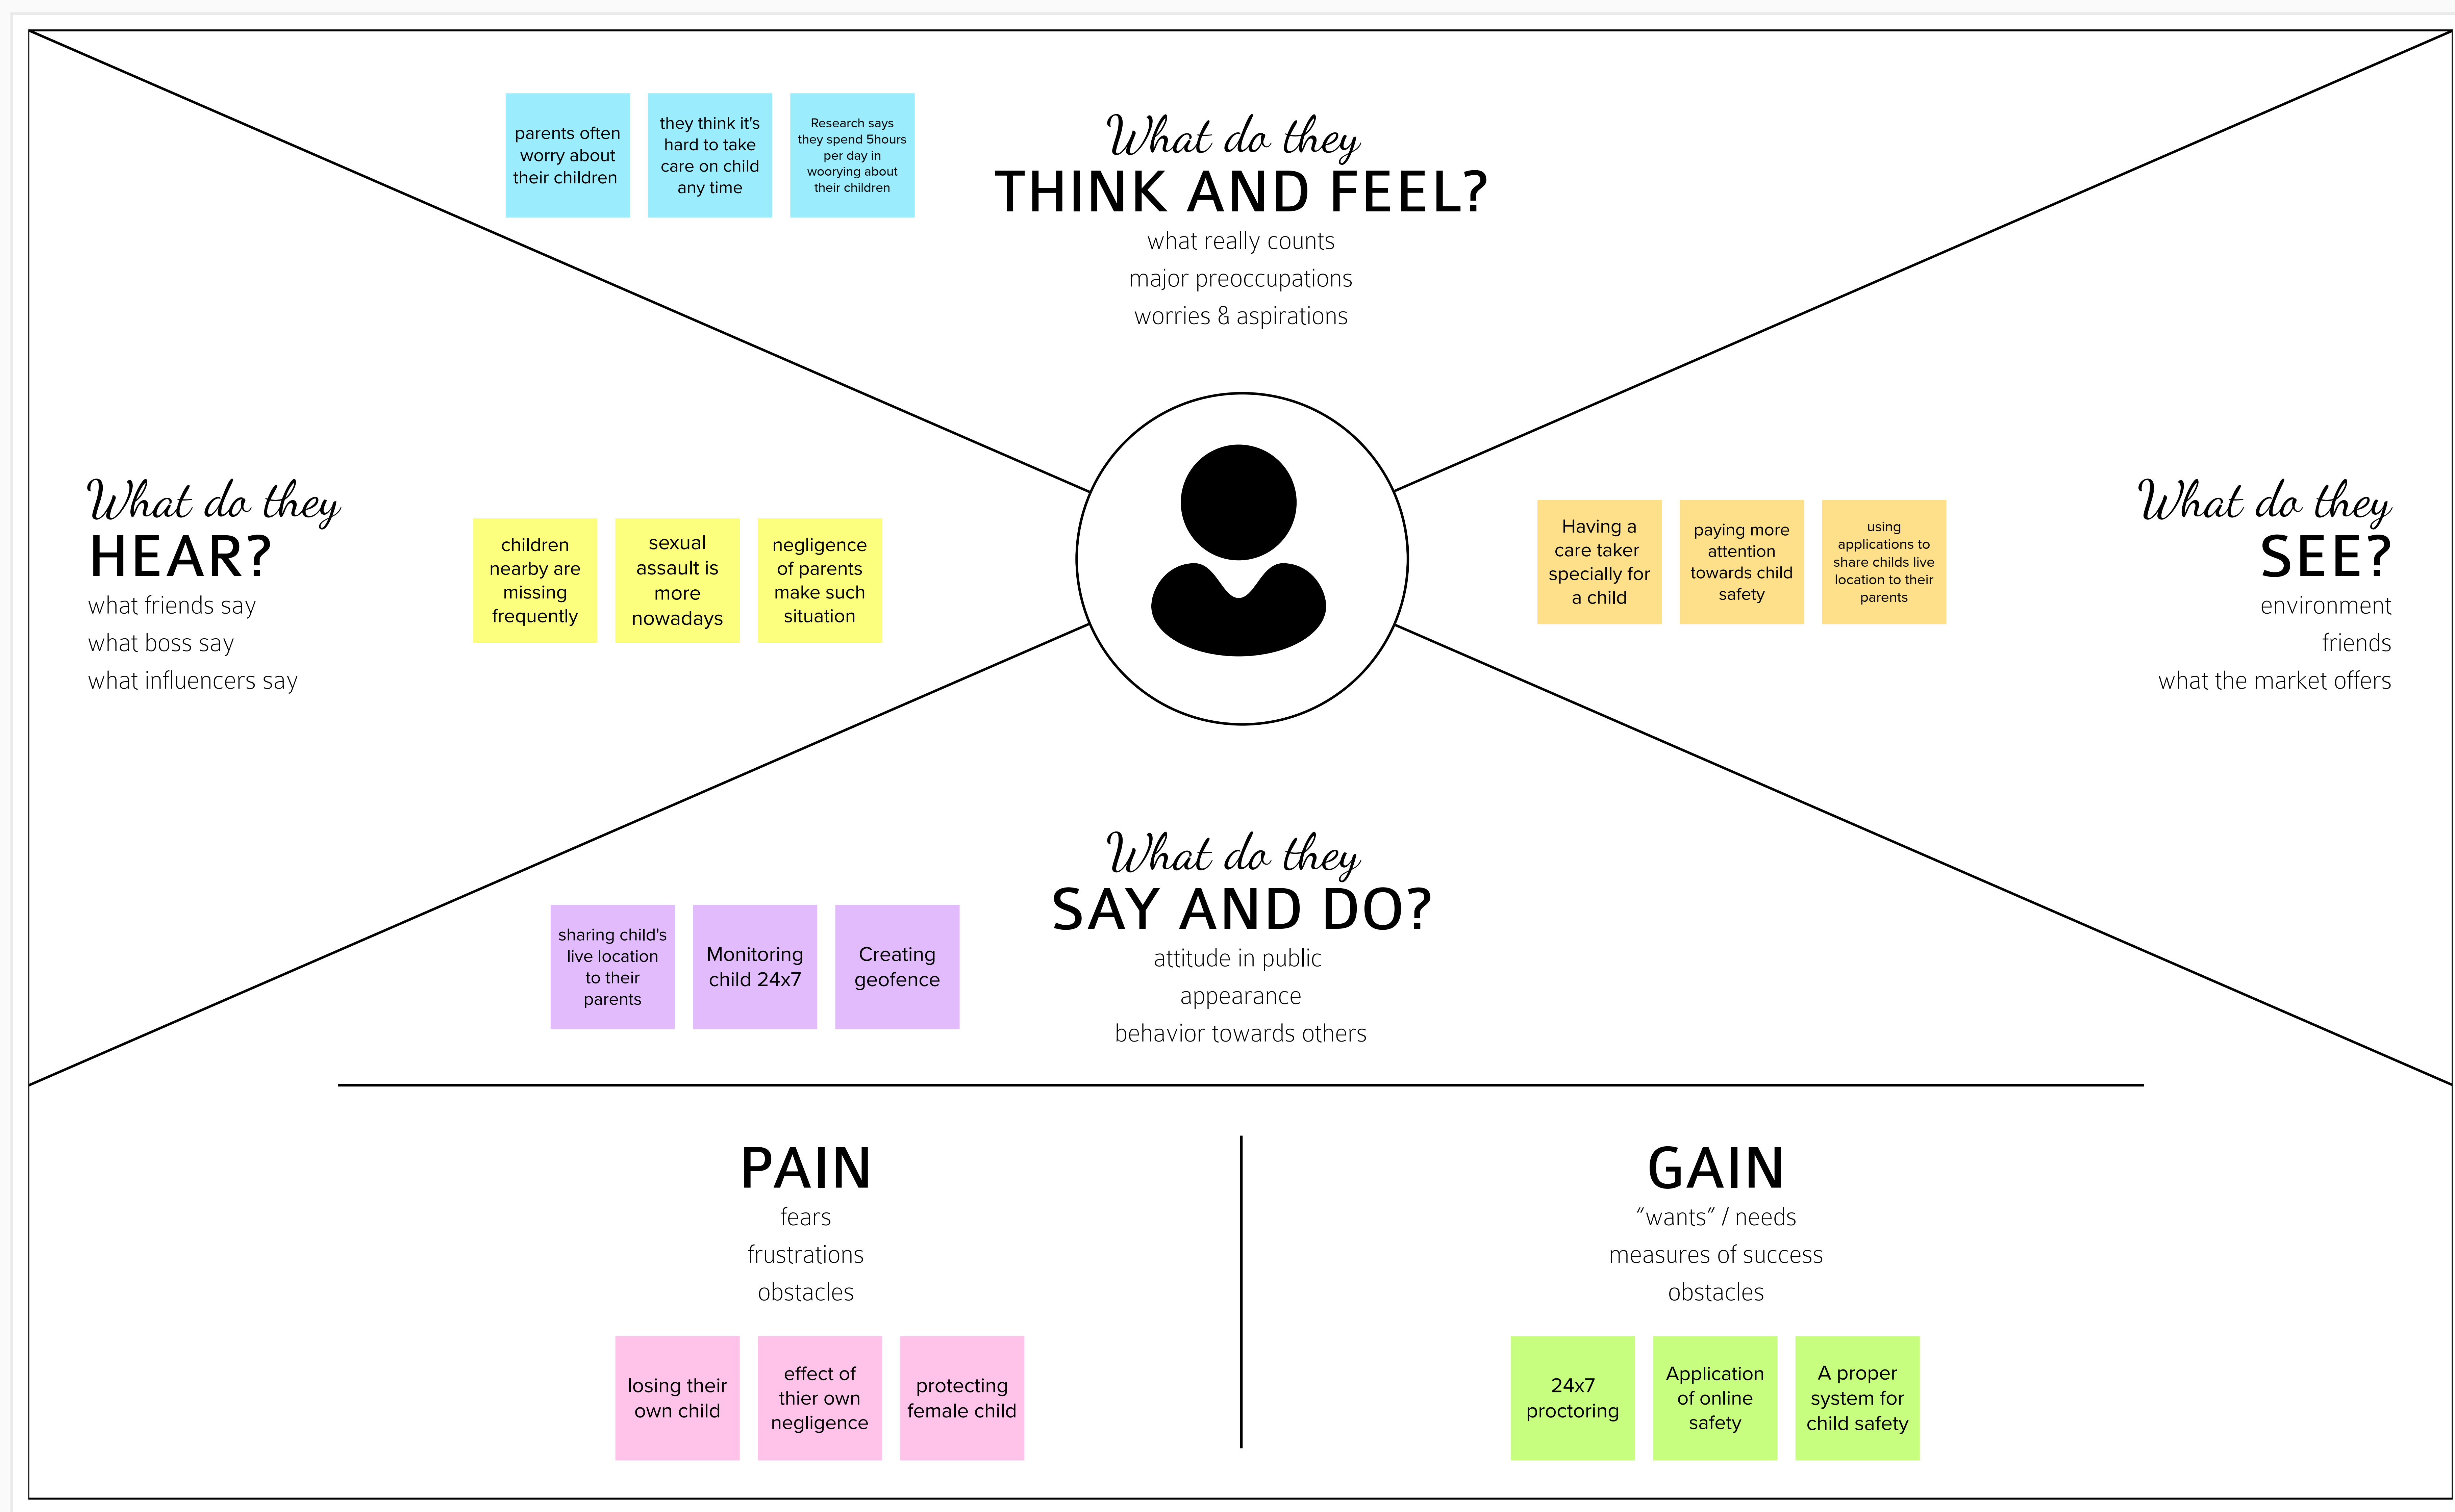 parents often
worry about
their children
they think it's
hard to take
care on child
any time
Research says
they spend 5hours
per day in
woorying about
their children
What do they
THINK AND FEEL?
what really counts
major preoccupations
worries & aspirations
What do they
HEAR?
what friends say
what boss say
what influencers say
children
nearby are
missing
frequently
sexual
assault is
more
nowadays
negligence
of parents
make such
situation
Having a
care taker
specially for
a child
paying more
attention
towards child
safety
using
applications to
share childs live
location to their
parents
What do they
SEE?
environment
friends
what the market offers
What do they
SAY AND DO?
attitude in public
appearance
behavior towards others
sharing child's
live location
to their
parents
Monitoring
child 24x7
Creating
geofence
PAIN
fears
frustrations
obstacles
losing their
own child
effect of
thier own
negligence
protecting
female child
GAIN
“wants” / needs
measures of success
obstacles
24x7
proctoring
Application
of online
safety
A proper
system for
child safety